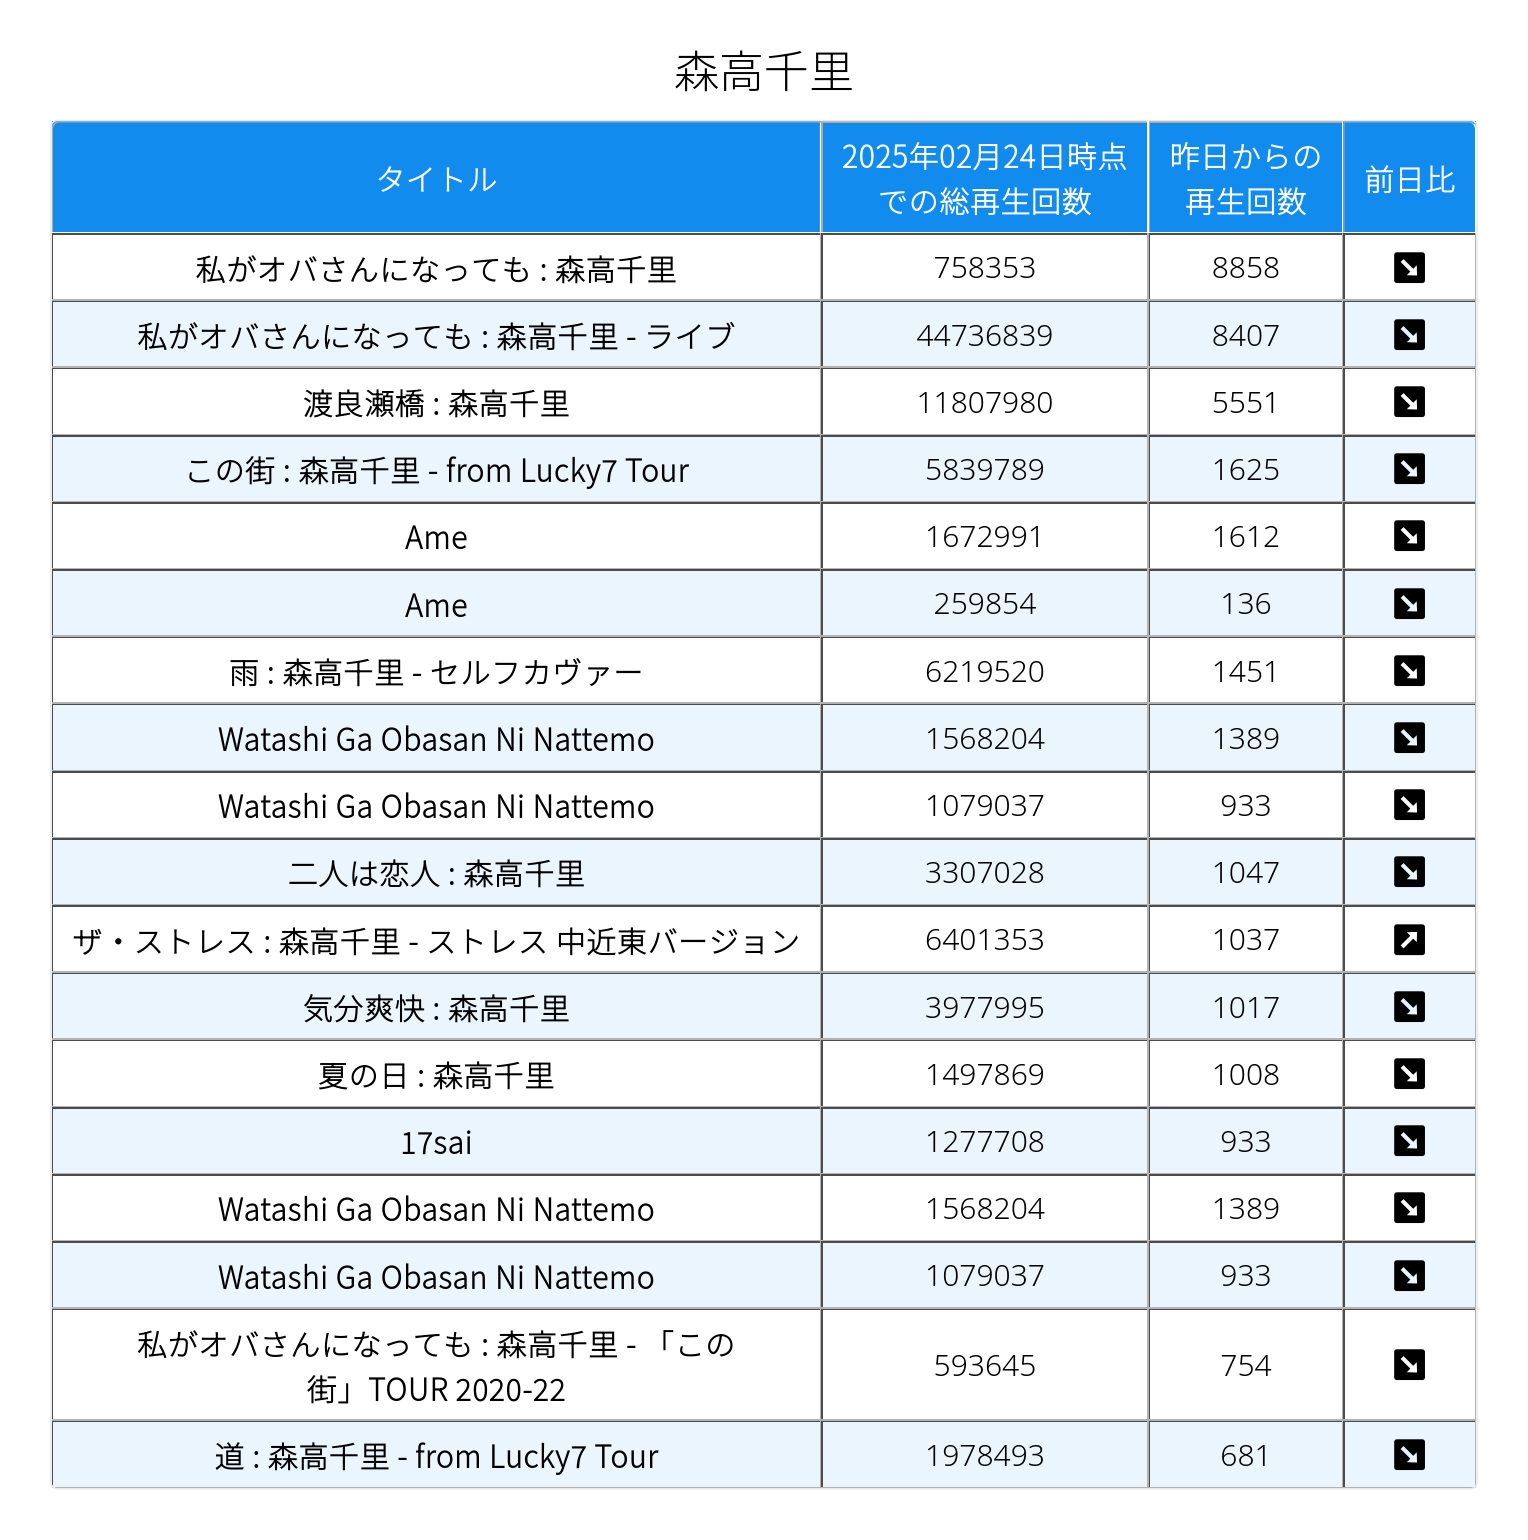 森高千里
タイトル 2025年02月24日時点での総再生回数 昨日からの再生回数 前日比
私がオバさんになっても : 森高千里 758353 8858 ↘
私がオバさんになっても : 森高千里 - ライブ 44736839 8407 ↘
渡良瀬橋 : 森高千里 11807980 5551 ↘
この街 : 森高千里 - from Lucky7 Tour 5839789 1625 ↘
Ame 1672991 1612 ↘
Ame 259854 136 ↘
雨 : 森高千里 - セルフカヴァー 6219520 1451 ↘
Watashi Ga Obasan Ni Nattemo 1568204 1389 ↘
Watashi Ga Obasan Ni Nattemo 1079037 933 ↘
二人は恋人 : 森高千里 3307028 1047 ↘
ザ・ストレス : 森高千里 - ストレス 中近東バージョン 6401353 1037 ↗
気分爽快 : 森高千里 3977995 1017 ↘
夏の日 : 森高千里 1497869 1008 ↘
17sai 1277708 933 ↘
Watashi Ga Obasan Ni Nattemo 1568204 1389 ↘
Watashi Ga Obasan Ni Nattemo 1079037 933 ↘
私がオバさんになっても : 森高千里 - 「この街」TOUR 2020-22 593645 754 ↘
道 : 森高千里 - from Lucky7 Tour 1978493 681 ↘